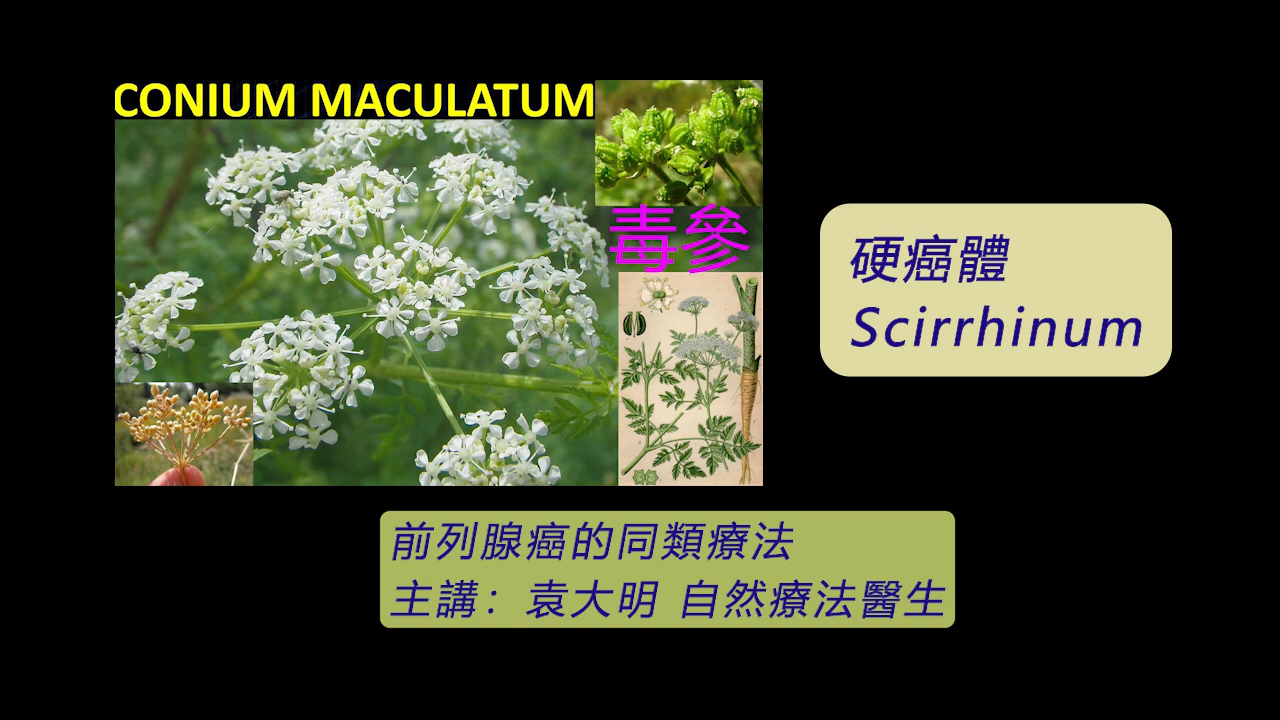 CONIUM MACULATUM
毒參
硬癌體
Scirrhinum
前列腺癌的同類療法
主講：袁大明 自然療法醫生